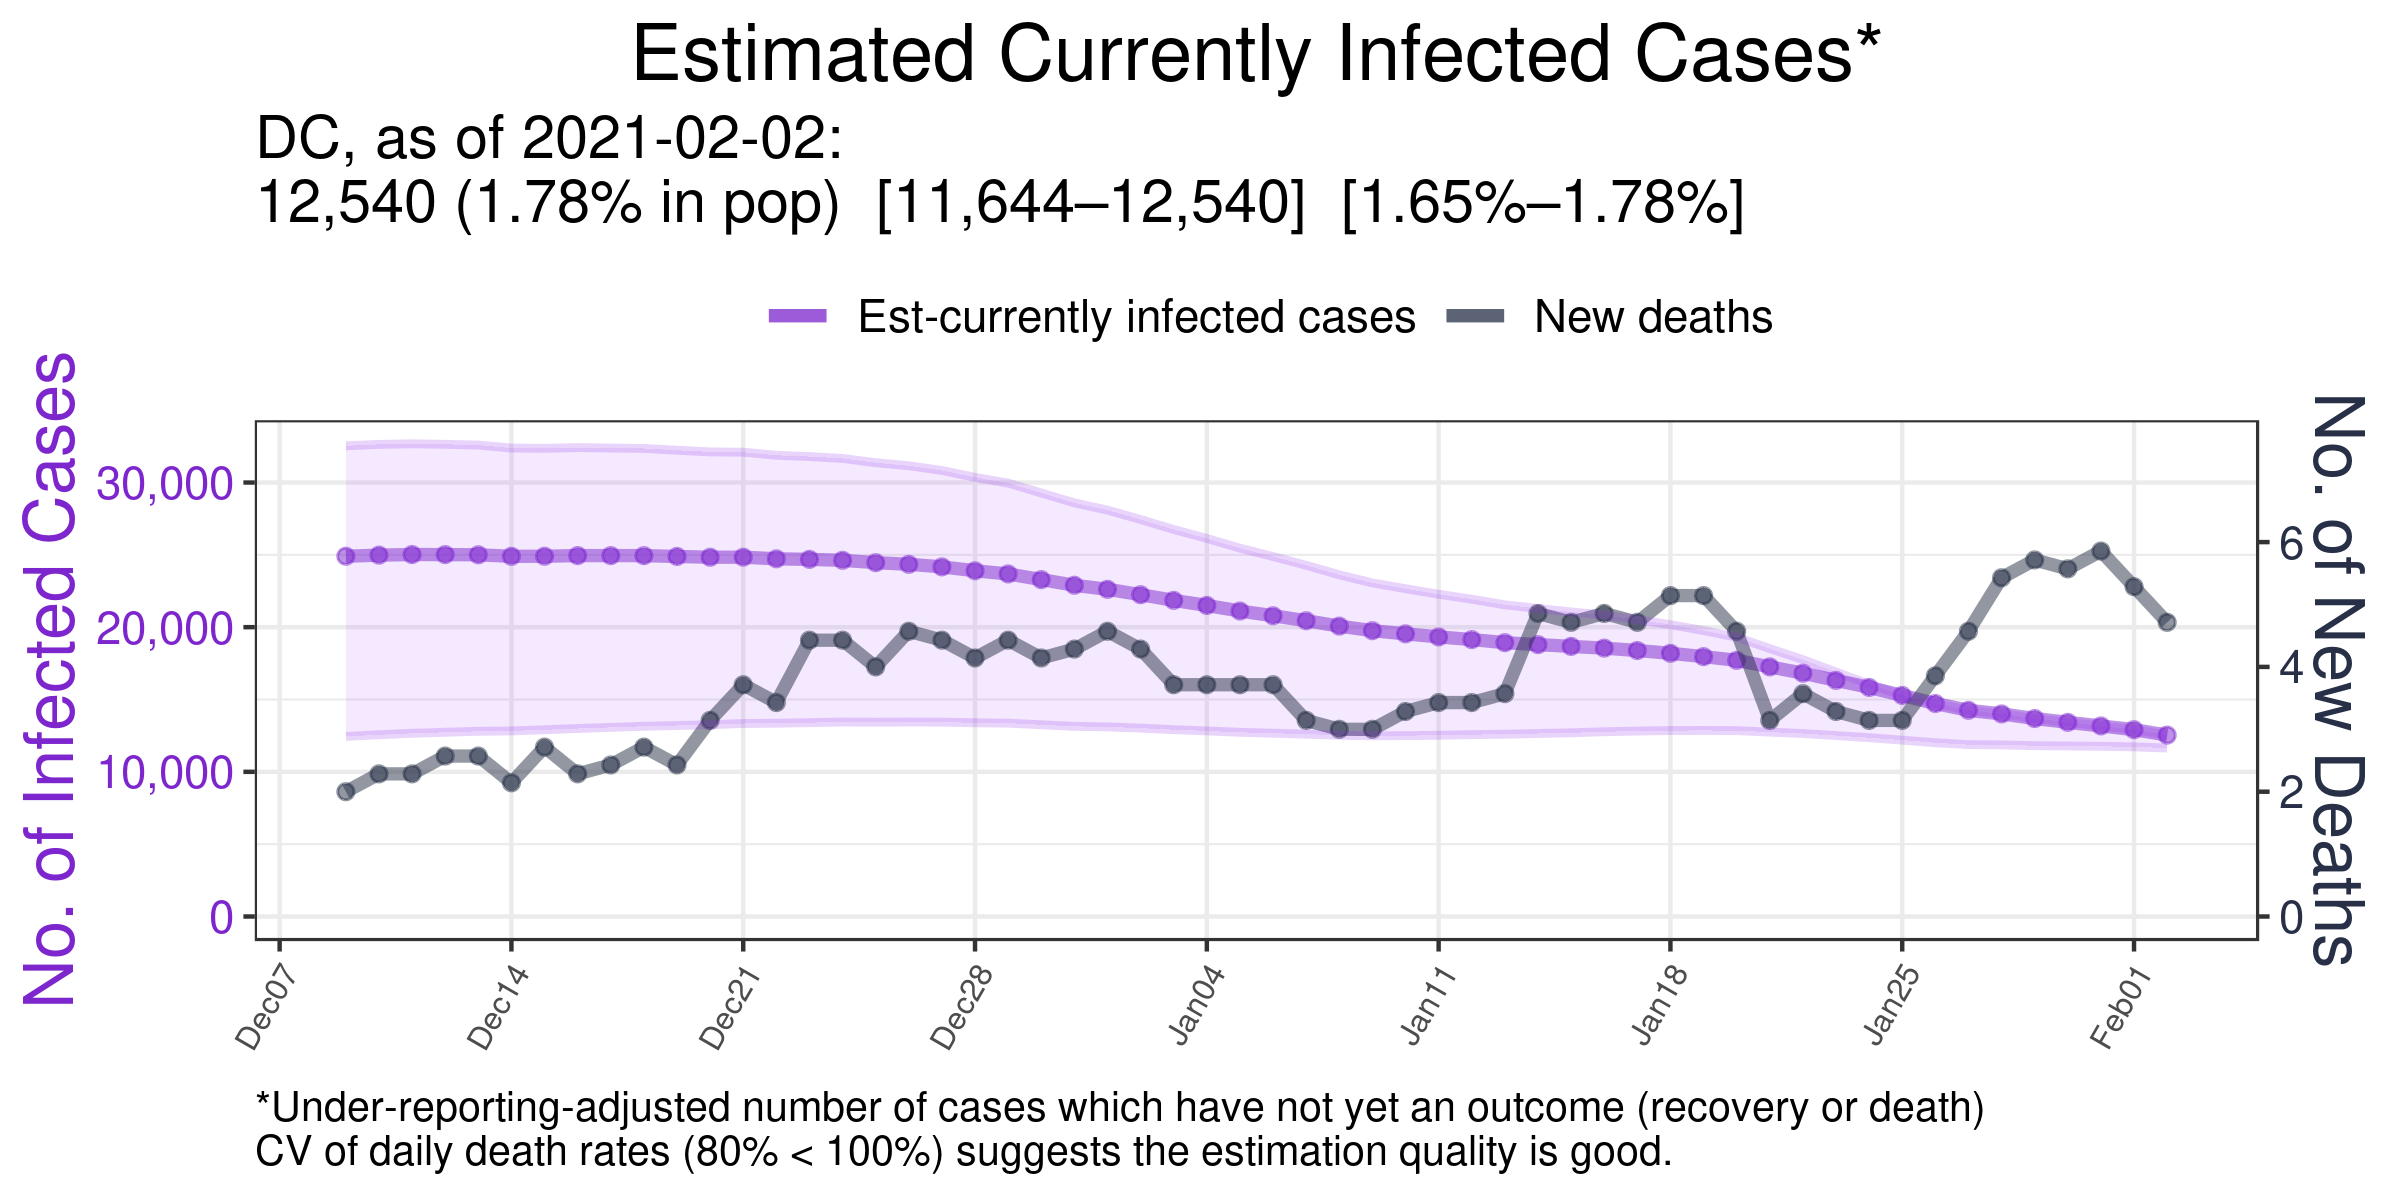 Estimated Currently Infected Cases*
DC, as of 2021-02-02:
12,540 (1.78% in pop)  [11,644–12,540]  [1.65%–1.78%]
Est-currently infected cases
New deaths
No. of Infected Cases
30,000
20,000
10,000
0
No. of New Deaths
6
4
2
0
Dec07
Dec14
Dec21
Dec28
Jan04
Jan11
Jan18
Jan25
Feb01
*Under-reporting-adjusted number of cases which have not yet an outcome (recovery or death)
CV of daily death rates (80% < 100%) suggests the estimation quality is good.